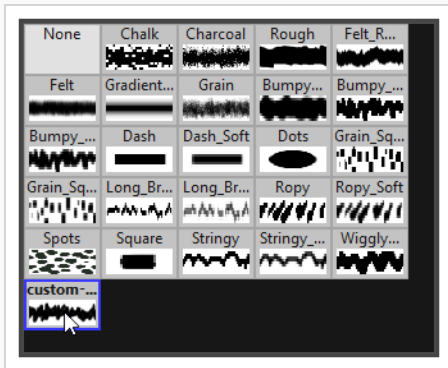 None Chalk Charcoal Rough Felt_R...
Felt Gradient... Grain Bumpy... Bumpy_...
Bumpy_... Dash Dash_Soft Dots Grain_Sq...
Grain_Sq... Long_Br... Long_Br... Ropy Ropy_Soft
Spots Square Stringy Stringy_... Wiggly...
custom-...